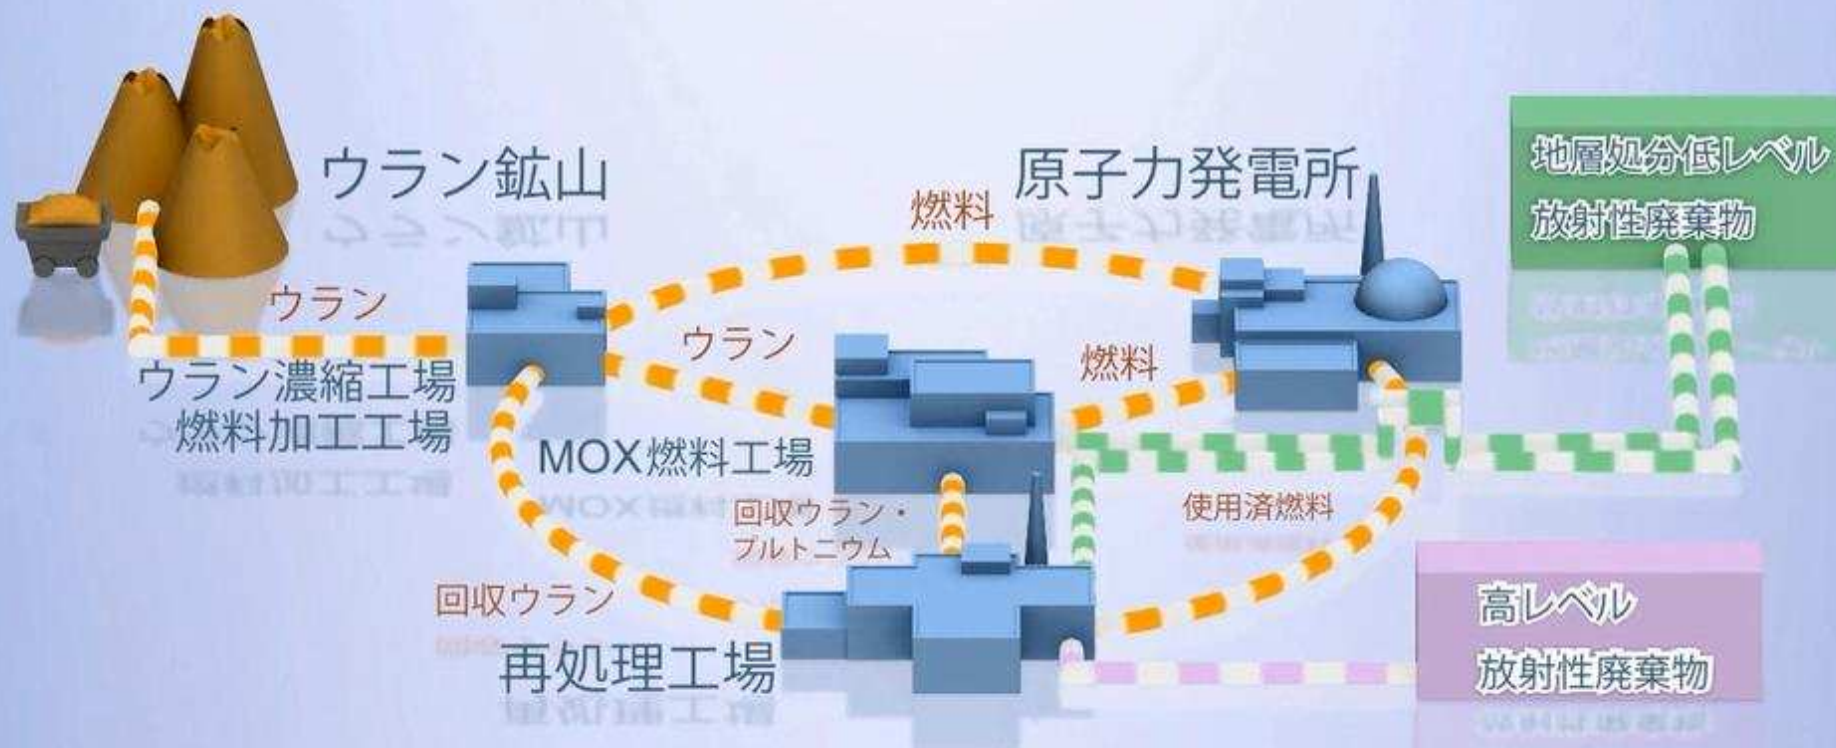 ウラン鉱山
原子力発電所
燃料
地層処分低レベル
放射性廃棄物
ウラン
ウラン
燃料
ウラン濃縮工場
燃料加工工場
MOX燃料工場
回収ウラン・
プルトニウム
使用済燃料
回収ウラン
再処理工場
高レベル
放射性廃棄物